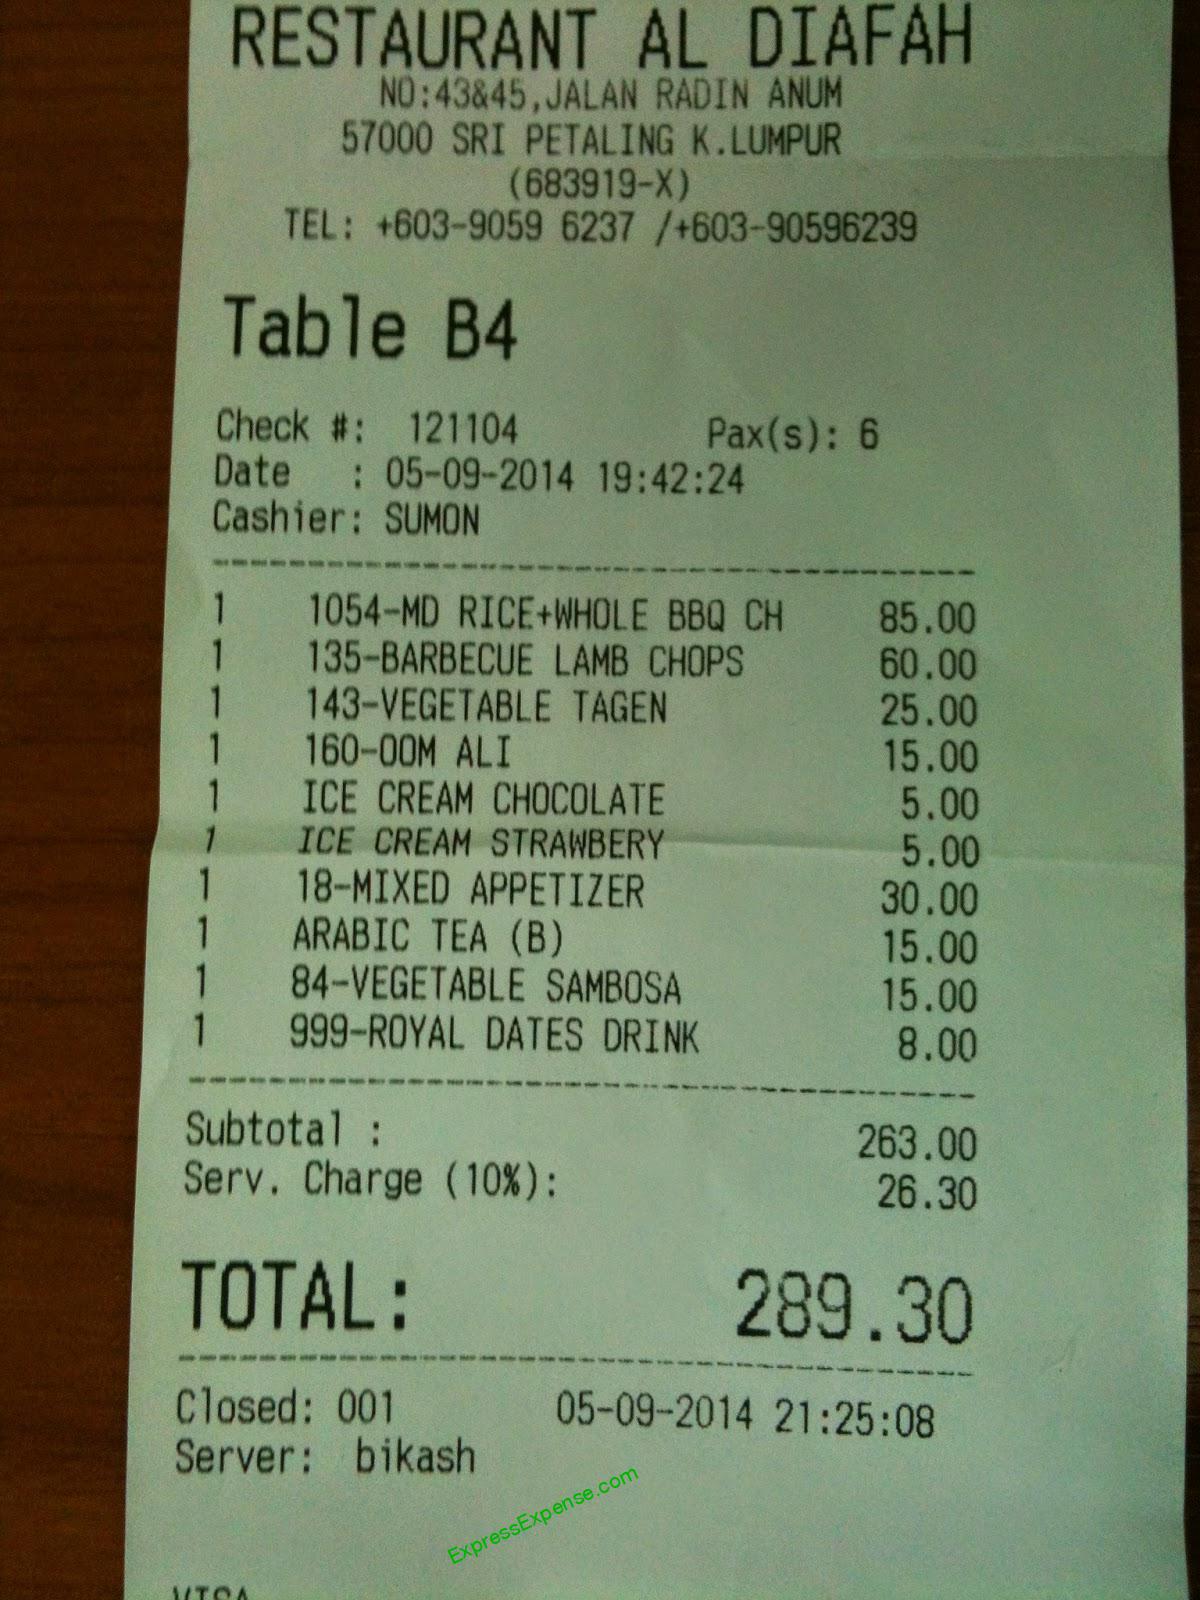 RESTAURANT AL DIAFAH
NO:43&45,JALAN RADIN ANUM
57000 SRI PETALING K.LUMPUR
(683919-X)
TEL: +603-9059 6237 /+603-90596239
Table B4
Check #: 121104 Pax(s): 6
Date : 05-09-2014 19:42:24
Cashier: SUMON
1 1054-MD RICE+WHOLE BBQ CH 85.00
1 135-BARBECUE LAMB CHOPS 60.00
1 143-VEGETABLE TAGEN 25.00
1 160-OOM ALI 15.00
1 ICE CREAM CHOCOLATE 5.00
1 ICE CREAM STRAWBERY 5.00
1 18-MIXED APPETIZER 30.00
1 ARABIC TEA (B) 15.00
1 84-VEGETABLE SAMBOSA 15.00
1 999-ROYAL DATES DRINK 8.00
Subtotal : 263.00
Serv. Charge (10%): 26.30
TOTAL: 289.30
Closed: 001 05-09-2014 21:25:08
Server: bikash
ExpressExpense.com
VISA